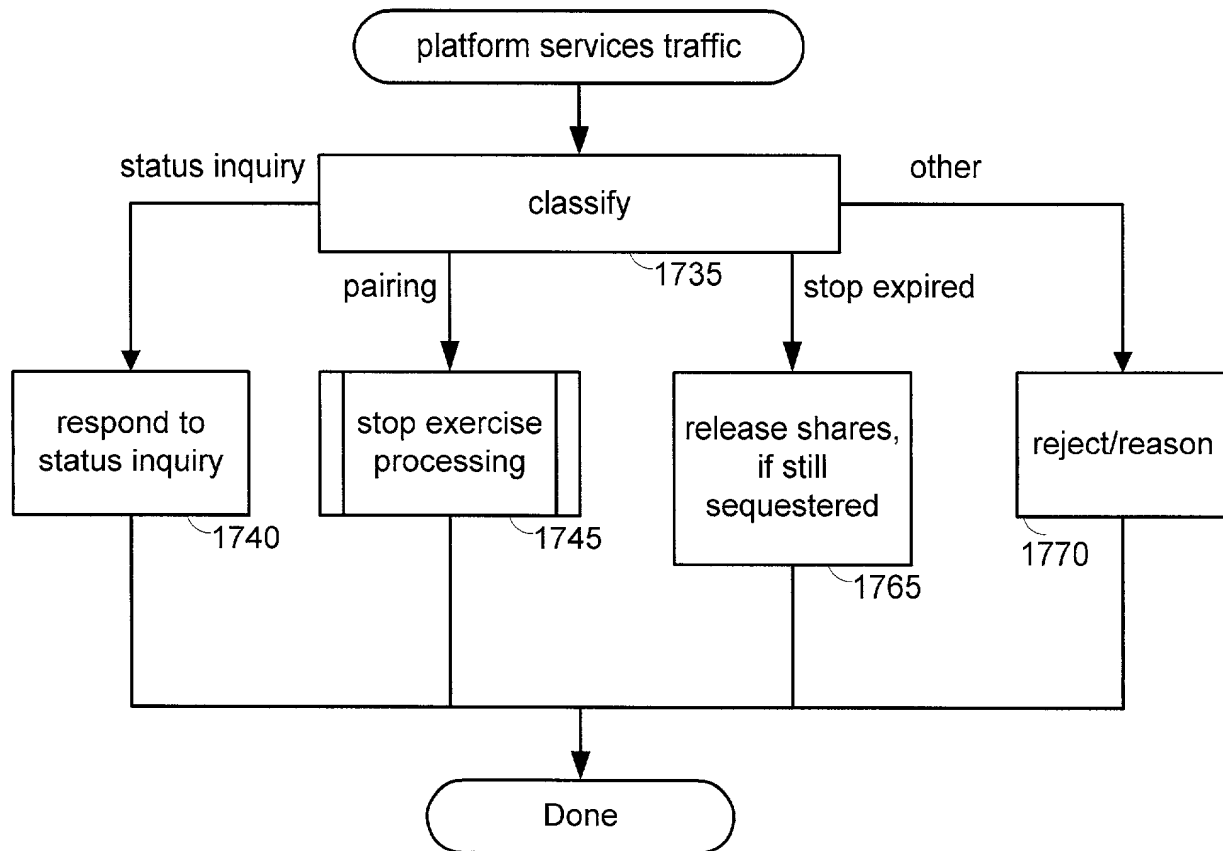 platform services traffic
status inquiry
other
classify
1735
pairing
stop expired
respond to
status inquiry
1740
stop exercise
processing
1745
release shares,
if still
sequestered
1765
reject/reason
1770
Done